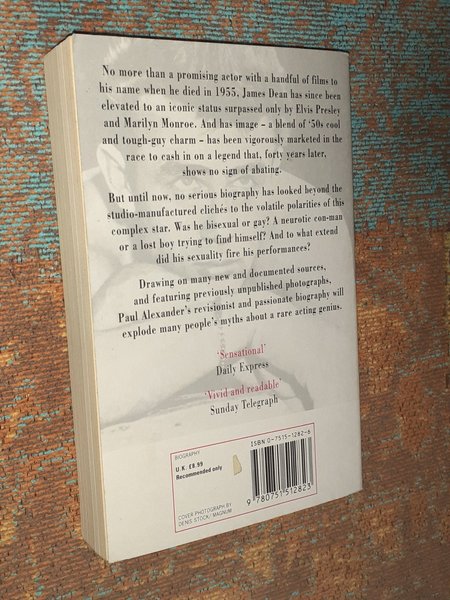 No more than a promising actor with a handful of films to
his name when he died in 1955, James Dean has since been
elevated to an iconic status surpassed only by Elvis Presley
and Marilyn Monroe. And has image – a blend of '50s cool
and tough-guy charm – has been vigorously marketed in the
race to cash in on a legend that, forty years later,
shows no sign of abating.
But until now, no serious biography has looked beyond the
studio-manufactured clichés to the volatile polarities of this
complex star. Was he bisexual or gay? A neurotic con-man
or a lost boy trying to find himself? And to what extend
did his sexuality fire his performances?
Drawing on many new and documented sources,
and featuring previously unpublished photographs,
Paul Alexander's revisionist and passionate biography will
explode many people's myths about a rare acting genius.
'Sensational'
Daily Express
'Vivid and readable'
Sunday Telegraph
BIOGRAPHY
U.K. £8.99
Recommended only
COVER PHOTOGRAPH BY
DENIS STOCK/MAGNUM
ISBN 0-7515-1282-6
9 780751 512823